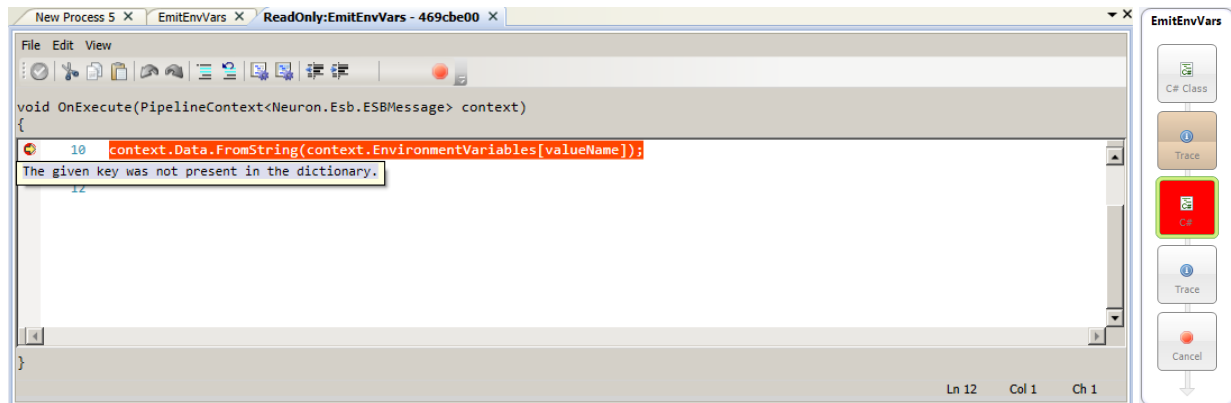 New Process 5 X EmitEnvVars X ReadOnly:EmitEnvVars - 469cbe00 X
File Edit View
void OnExecute(PipelineContext<Neuron.Esb.ESBMessage> context)
{
10 context.Data.FromString(context.EnvironmentVariables[valueName]);
The given key was not present in the dictionary.
12
}
Ln 12 Col 1 Ch 1
EmitEnvVars
C# Class
Trace
C#
Trace
Cancel